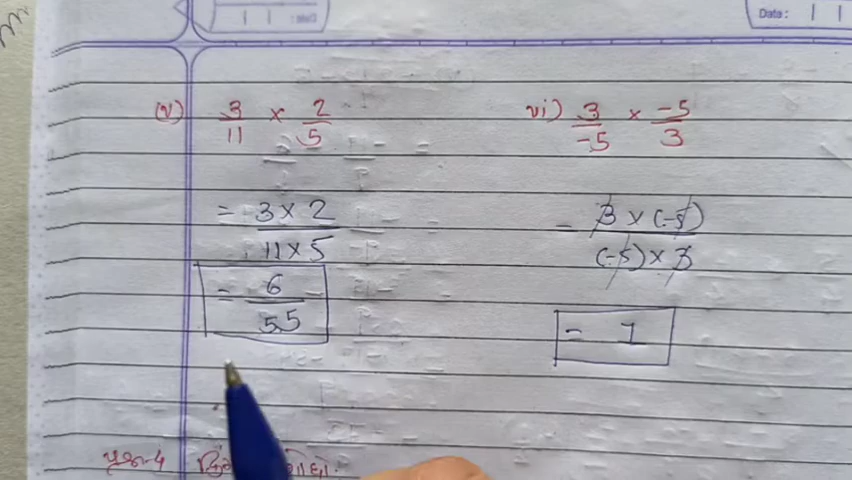 Date:
(v) 3/11 × 2/5
vi) 3/-5 × -5/3
= 3 × 2 / 11 × 5
= 3 × (-5) / (-5) × 3
= 6/55
= 1